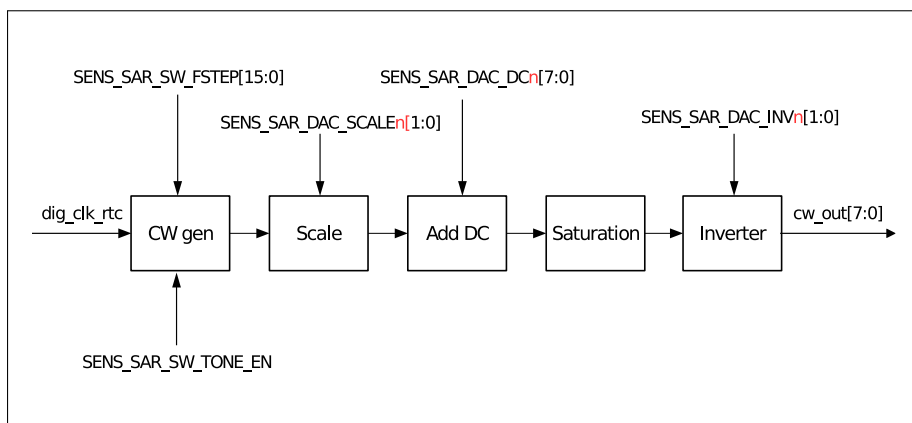 SENS_SAR_SW_FSTEP[15:0]
SENS_SAR_DAC_DCn[7:0]
SENS_SAR_DAC_SCALEn[1:0]
SENS_SAR_DAC_INVn[1:0]
dig_clk_rtc
CW gen
Scale
Add DC
Saturation
Inverter
cw_out[7:0]
SENS_SAR_SW_TONE_EN